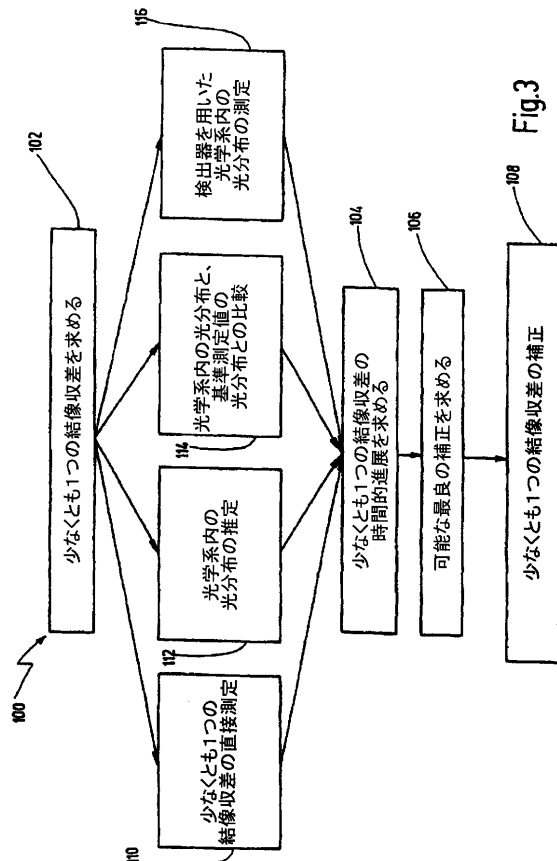 100
102
少なくとも1つの結像収差を求める
110
少なくとも1つの
結像収差の直接測定
112
光学系内の
光分布の推定
114
光学系内の光分布と、
基準測定値の
光分布との比較
116
検出器を用いた
光学系内の
光分布の測定
104
少なくとも1つの結像収差の
時間的進展を求める
106
可能な最良の補正を求める
108
少なくとも1つの結像収差の補正
Fig.3